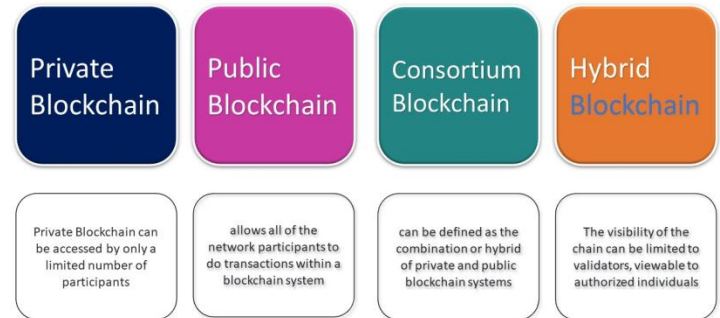 Private
Blockchain
Public
Blockchain
Consortium
Blockchain
Hybrid
Blockchain
Private Blockchain can
be accessed by only a
limited number of
participants
allows all of the
network participants to
do transactions within a
blockchain system
can be defined as the
combination or hybrid
of private and public
blockchain systems
The visibility of the
chain can be limited to
validators, viewable to
authorized individuals